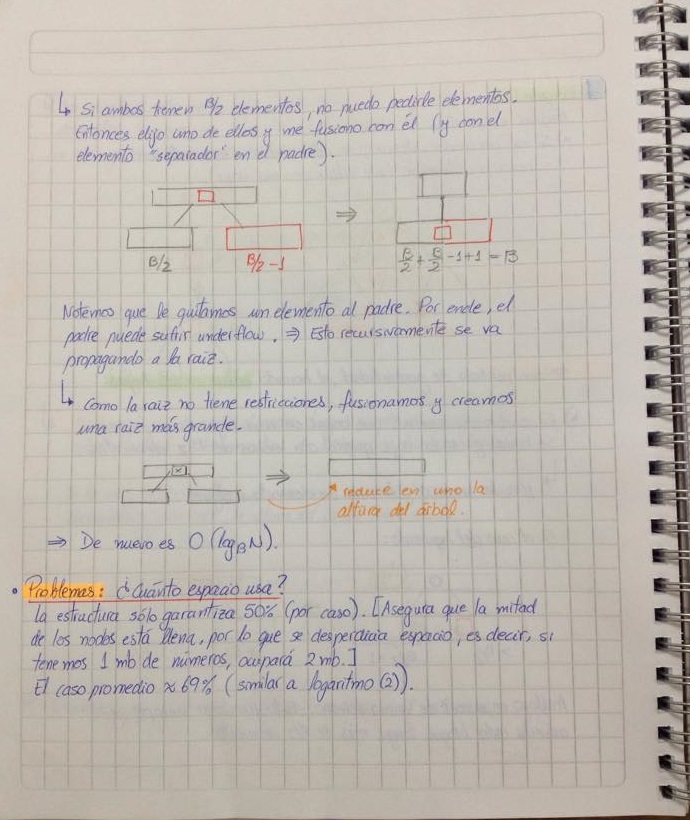 ↳ Si ambos tienen B/2 elementos, no puedo pedirle elementos.
Entonces elijo uno de ellos y me fusiono con él (y con el
elemento "separador" en el padre).
⇒
B/2 B/2 - 1 B/2 + B/2 - 1 + 1 = B
Notemos que le quitamos un elemento al padre. Por ende, el
padre puede sufrir underflow. ⇒ Esto recursivamente se va
propagando a la raiz.
↳ Como la raiz no tiene restricciones, fusionamos y creamos
una raiz más grande.
x ⇒
reduce en uno la
altura del árbol.
⇒ De nuevo es O(log_B N).
• Problemas: ¿Cuánto espacio usa?
La estructura sólo garantiza 50% (por caso). [Asegura que la mitad
de los nodos está llena, por lo que se desperdicia espacio, es decir, si
tenemos 1 mb de números, ocupará 2 mb.]
El caso promedio ≈ 69% (similar a logaritmo (2)).